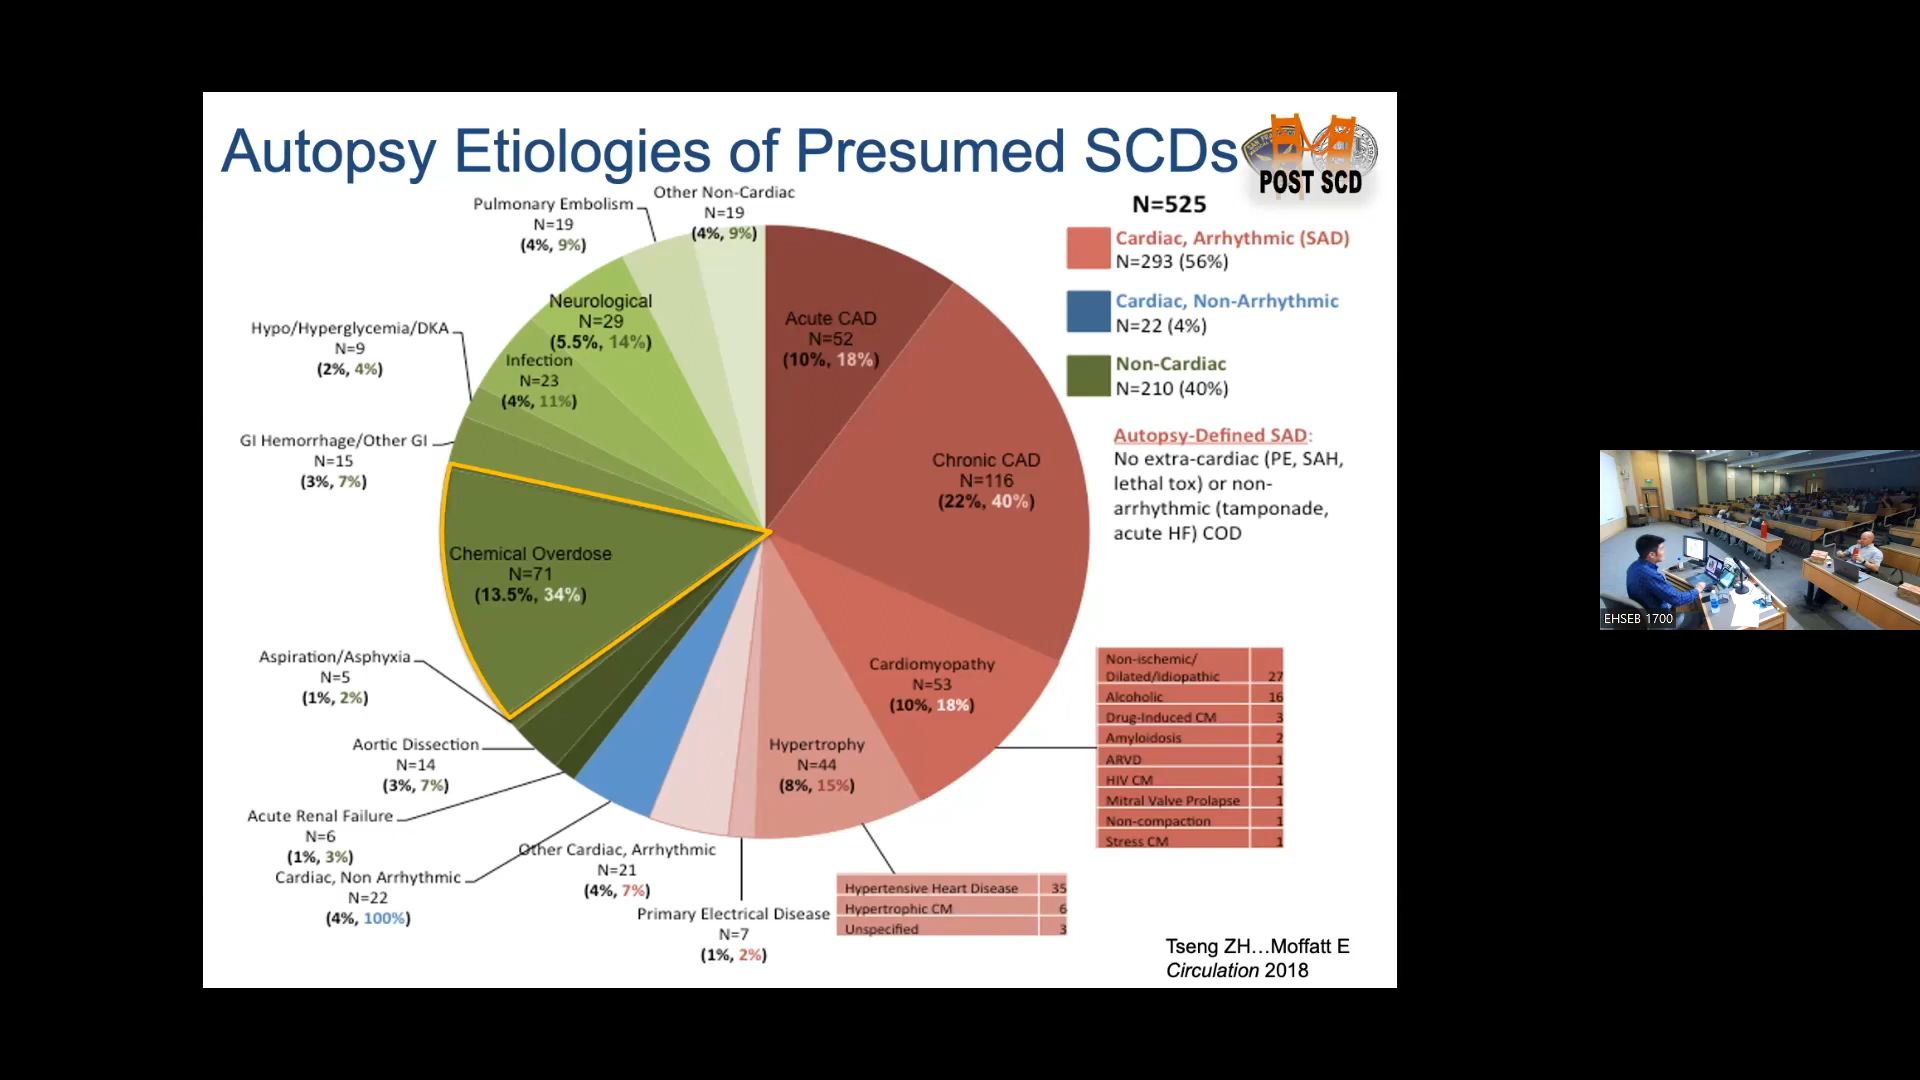 Autopsy Etiologies of Presumed SCDs
POST SCD
Other Non-Cardiac
N=19
(4%, 9%)
Pulmonary Embolism
N=19
(4%, 9%)
Neurological
N=29
(5.5%, 14%)
Hypo/Hyperglycemia/DKA
N=9
(2%, 4%)
Infection
N=23
(4%, 11%)
GI Hemorrhage/Other GI
N=15
(3%, 7%)
Chemical Overdose
N=71
(13.5%, 34%)
Aspiration/Asphyxia
N=5
(1%, 2%)
Aortic Dissection
N=14
(3%, 7%)
Acute Renal Failure
N=6
(1%, 3%)
Cardiac, Non Arrhythmic
N=22
(4%, 100%)
Other Cardiac, Arrhythmic
N=21
(4%, 7%)
Primary Electrical Disease
N=7
(1%, 2%)
Acute CAD
N=52
(10%, 18%)
Chronic CAD
N=116
(22%, 40%)
Cardiomyopathy
N=53
(10%, 18%)
Hypertrophy
N=44
(8%, 15%)
Hypertensive Heart Disease 35
Hypertrophic CM 6
Unspecified 3
N=525
Cardiac, Arrhythmic (SAD)
N=293 (56%)
Cardiac, Non-Arrhythmic
N=22 (4%)
Non-Cardiac
N=210 (40%)
Autopsy-Defined SAD:
No extra-cardiac (PE, SAH,
lethal tox) or non-
arrhythmic (tamponade,
acute HF) COD
Non-ischemic/
Dilated/Idiopathic 27
Alcoholic 16
Drug-Induced CM 3
Amyloidosis 2
ARVD 1
HIV CM 1
Mitral Valve Prolapse 1
Non-compaction 1
Stress CM 1
Tseng ZH…Moffatt E
Circulation 2018
EHSEB 1700